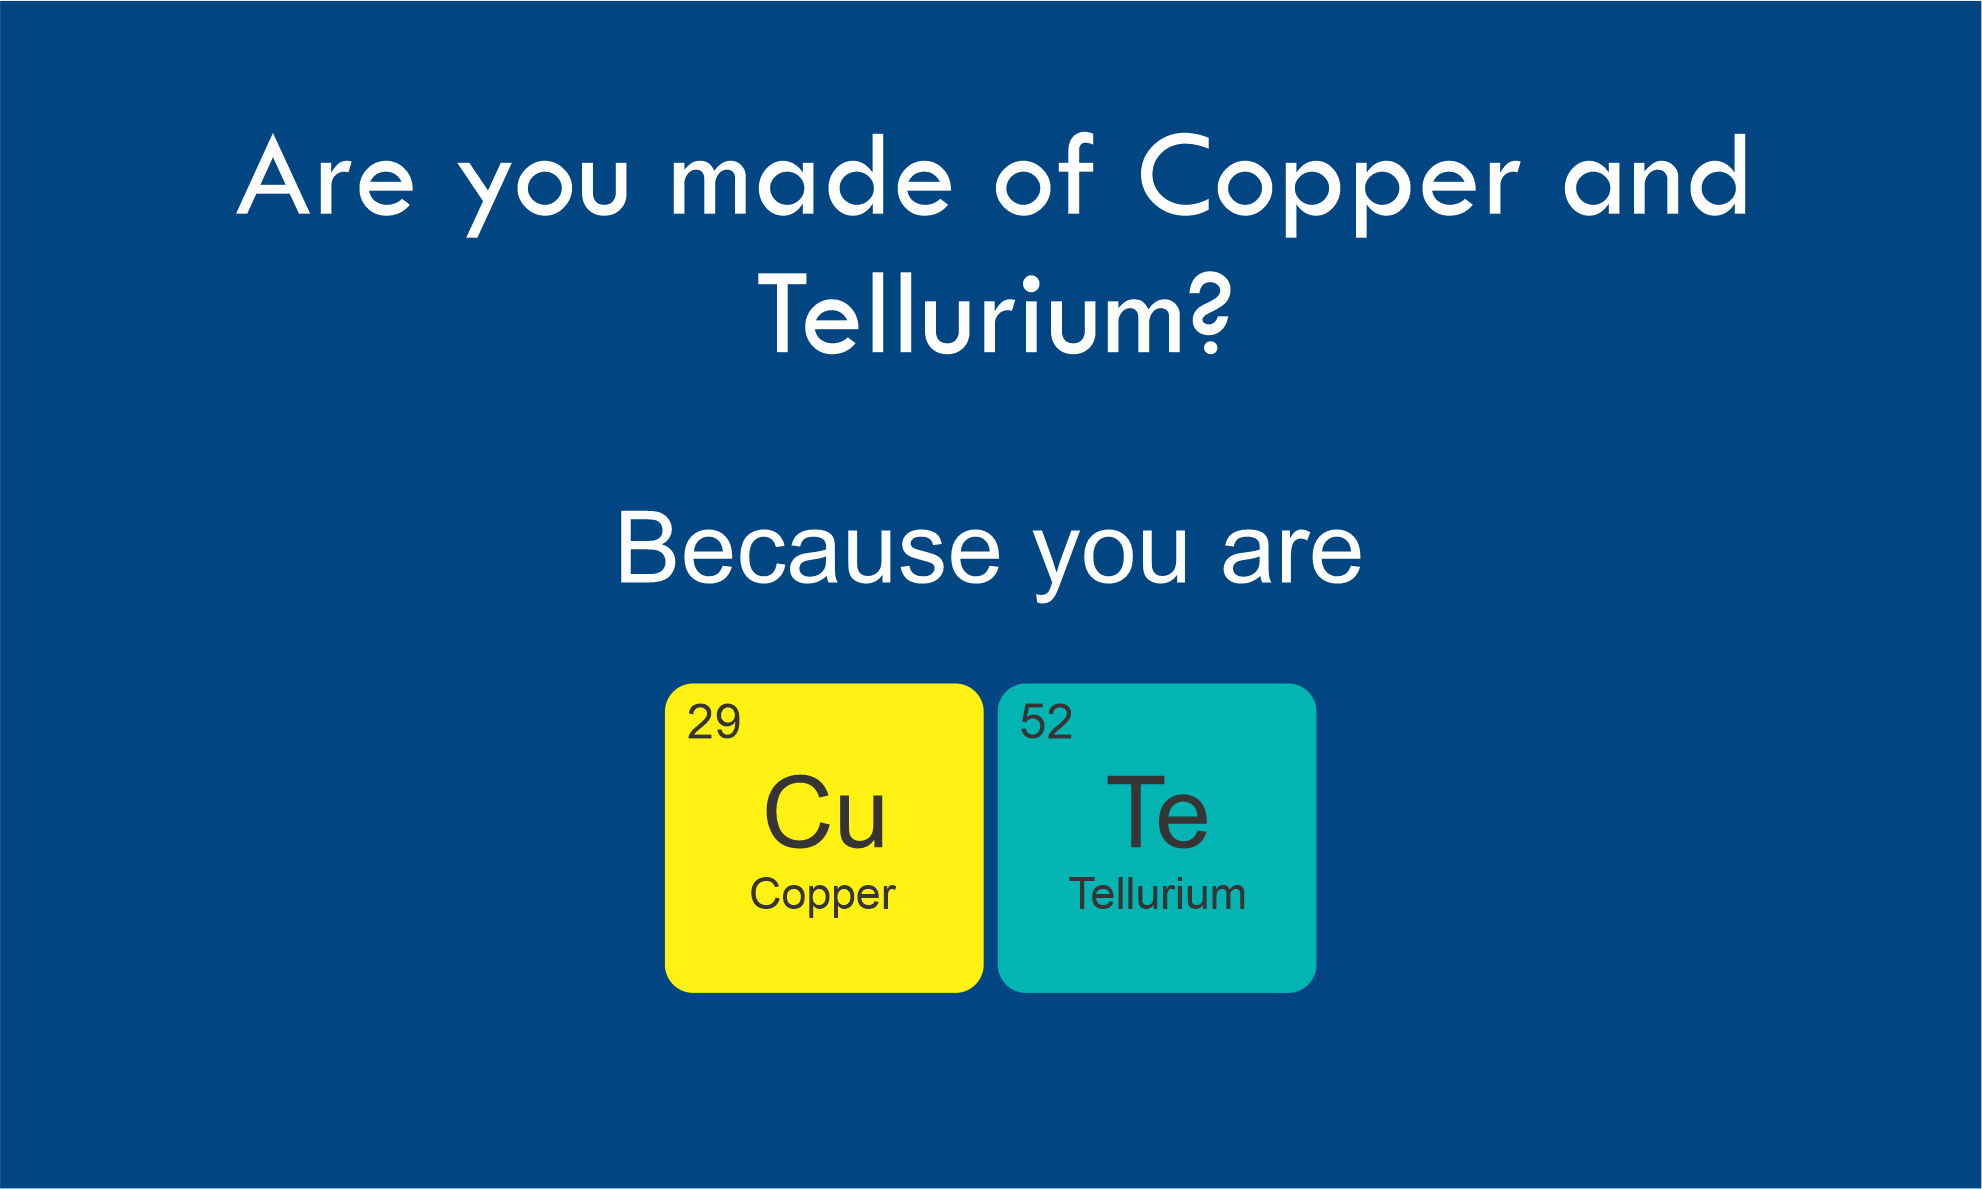 Are you made of Copper and
Tellurium?
Because you are
29
Cu
Copper
52
Te
Tellurium